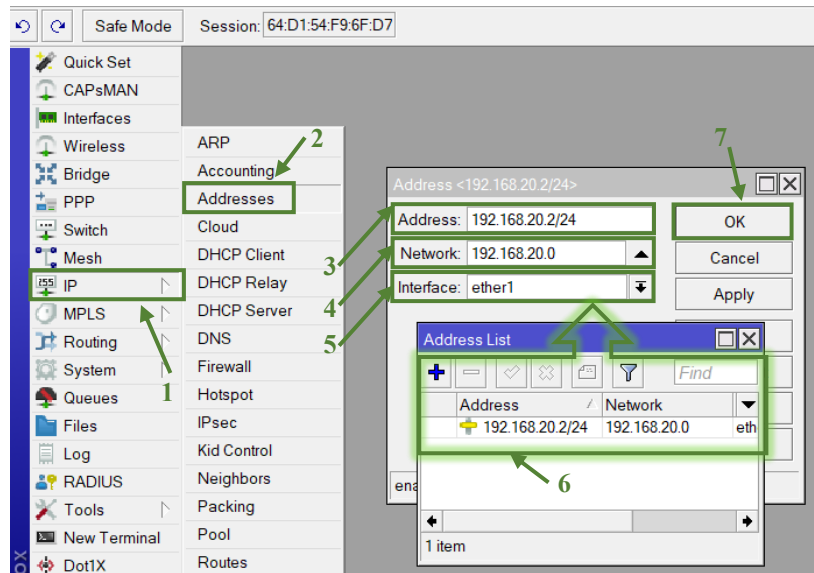 Safe Mode
Session: 64:D1:54:F9:6F:D7
Quick Set
CAPsMAN
Interfaces
Wireless
Bridge
PPP
Switch
Mesh
255 IP
MPLS
Routing
System
Queues
Files
Log
RADIUS
Tools
New Terminal
Dot1X
OX
1
2
ARP
Accounting
Addresses
Cloud
DHCP Client
DHCP Relay
DHCP Server
DNS
Firewall
Hotspot
IPsec
Kid Control
Neighbors
Packing
Pool
Routes
3
4
5
7
Address <192.168.20.2/24>
Address: 192.168.20.2/24
Network: 192.168.20.0
Interface: ether1
OK
Cancel
Apply
ena
Address List
Find
Address Network
192.168.20.2/24 192.168.20.0 eth
6
1 item